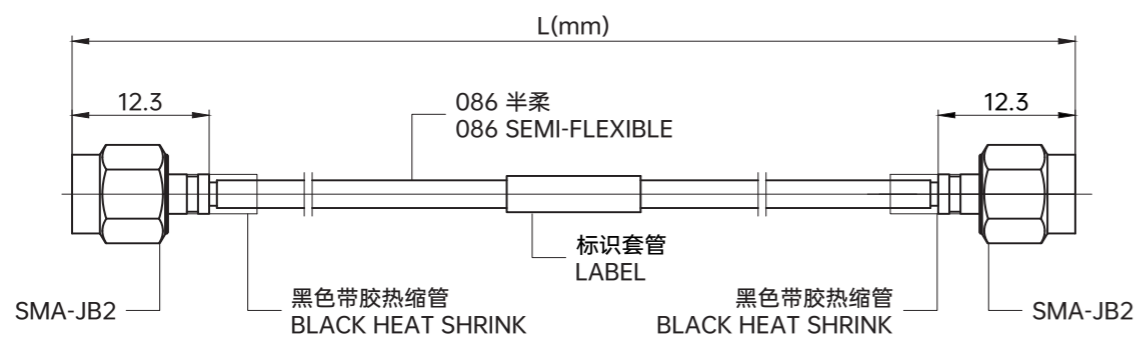 L(mm)
12.3
12.3
086 半柔
086 SEMI-FLEXIBLE
标识套管
LABEL
SMA-JB2
黑色带胶热缩管
BLACK HEAT SHRINK
黑色带胶热缩管
BLACK HEAT SHRINK
SMA-JB2